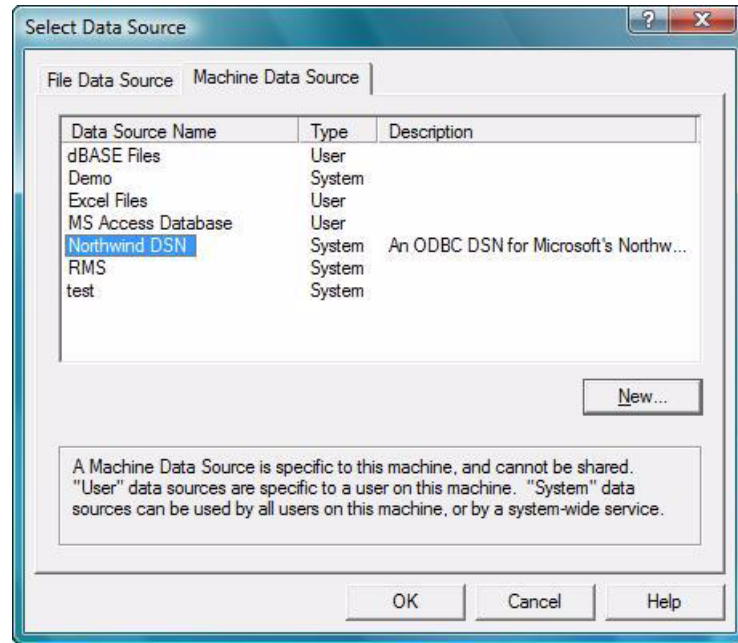 Select Data Source
? X
File Data Source Machine Data Source
Data Source Name Type Description
dBASE Files User
Demo System
Excel Files User
MS Access Database User
Northwind DSN System An ODBC DSN for Microsoft's Northw...
RMS System
test System
New...
A Machine Data Source is specific to this machine, and cannot be shared.
"User" data sources are specific to a user on this machine. "System" data
sources can be used by all users on this machine, or by a system-wide service.
OK Cancel Help